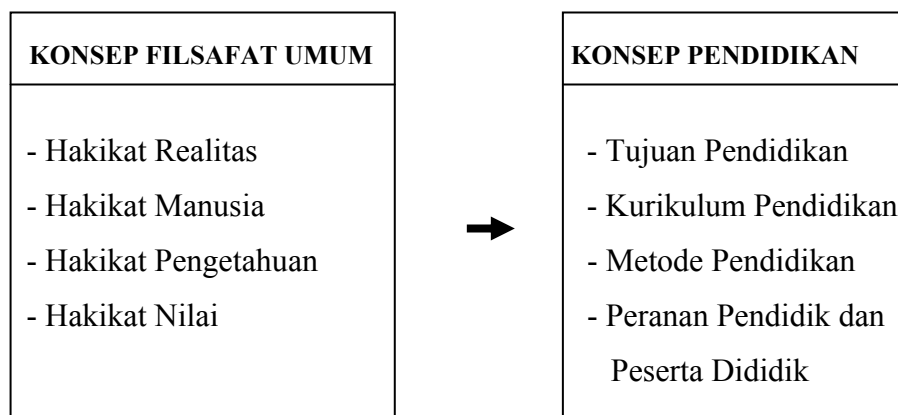 KONSEP FILSAFAT UMUM
- Hakikat Realitas
- Hakikat Manusia
- Hakikat Pengetahuan
- Hakikat Nilai
KONSEP PENDIDIKAN
- Tujuan Pendidikan
- Kurikulum Pendidikan
- Metode Pendidikan
- Peranan Pendidik dan
Peserta Dididik